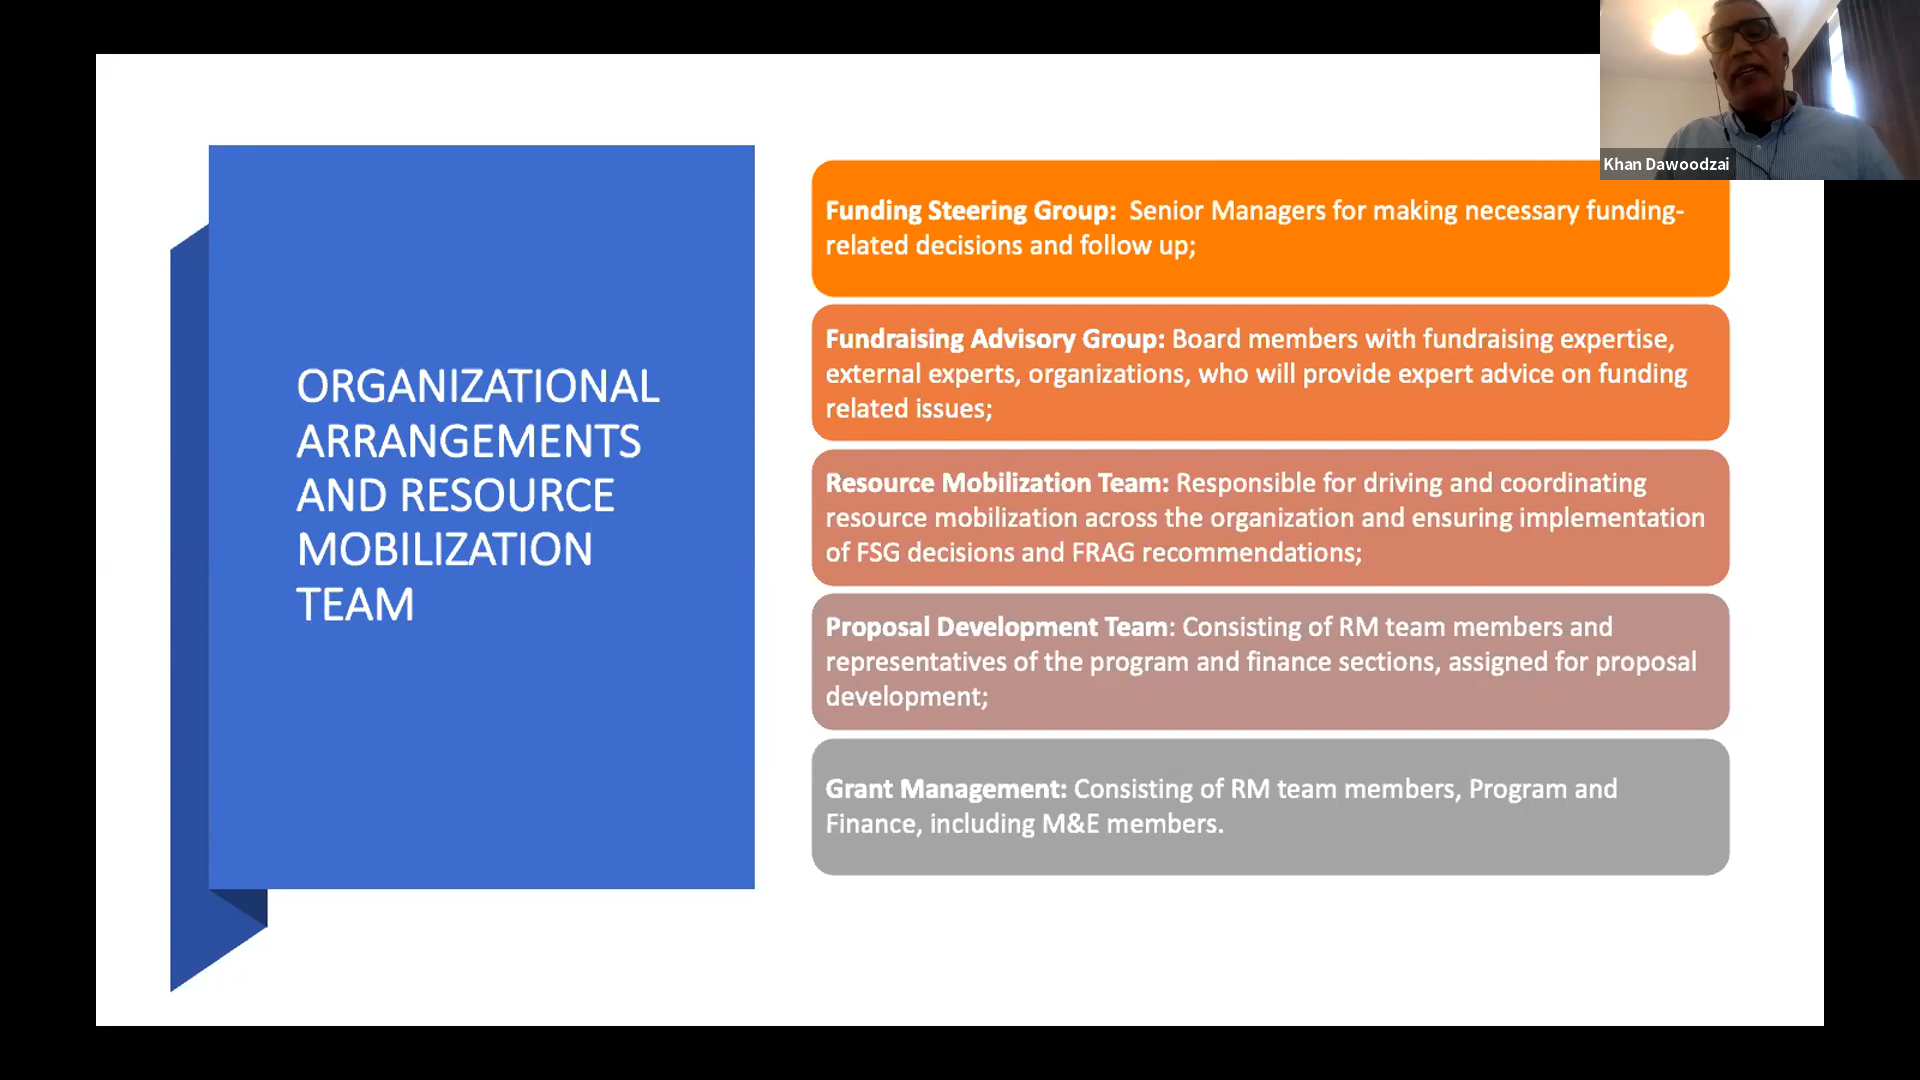 Khan Dawoodzai
ORGANIZATIONAL
ARRANGEMENTS
AND RESOURCE
MOBILIZATION
TEAM
Funding Steering Group:  Senior Managers for making necessary funding-
related decisions and follow up;
Fundraising Advisory Group: Board members with fundraising expertise,
external experts, organizations, who will provide expert advice on funding
related issues;
Resource Mobilization Team: Responsible for driving and coordinating
resource mobilization across the organization and ensuring implementation
of FSG decisions and FRAG recommendations;
Proposal Development Team: Consisting of RM team members and
representatives of the program and finance sections, assigned for proposal
development;
Grant Management: Consisting of RM team members, Program and
Finance, including M&E members.